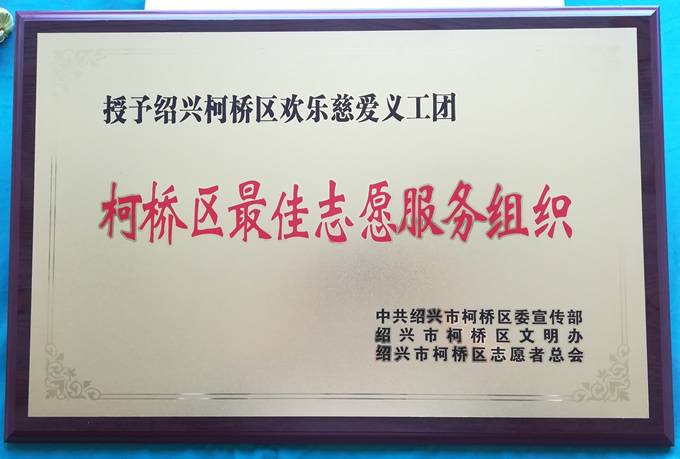 授予绍兴柯桥区欢乐慈爱义工团
柯桥区最佳志愿服务组织
中共绍兴市柯桥区委宣传部
绍兴市柯桥区文明办
绍兴市柯桥区志愿者总会